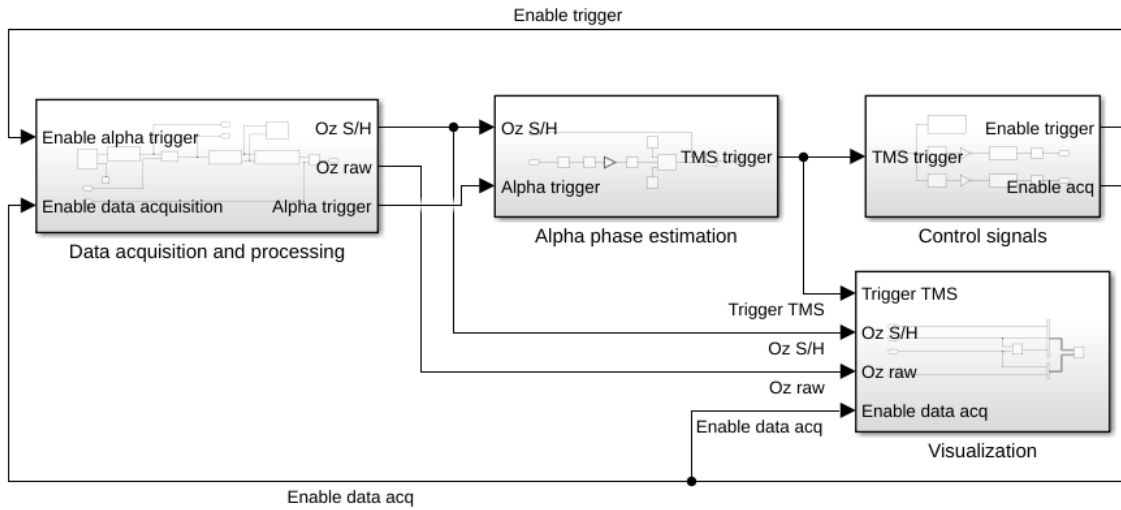 Enable trigger
Enable alpha trigger
Enable data acquisition
Oz S/H
Oz raw
Alpha trigger
Data acquisition and processing
Oz S/H
Alpha trigger
TMS trigger
Alpha phase estimation
TMS trigger
Enable trigger
Enable acq
Control signals
Trigger TMS
Oz S/H
Oz raw
Enable data acq
Trigger TMS
Oz S/H
Oz raw
Enable data acq
Visualization
Enable data acq